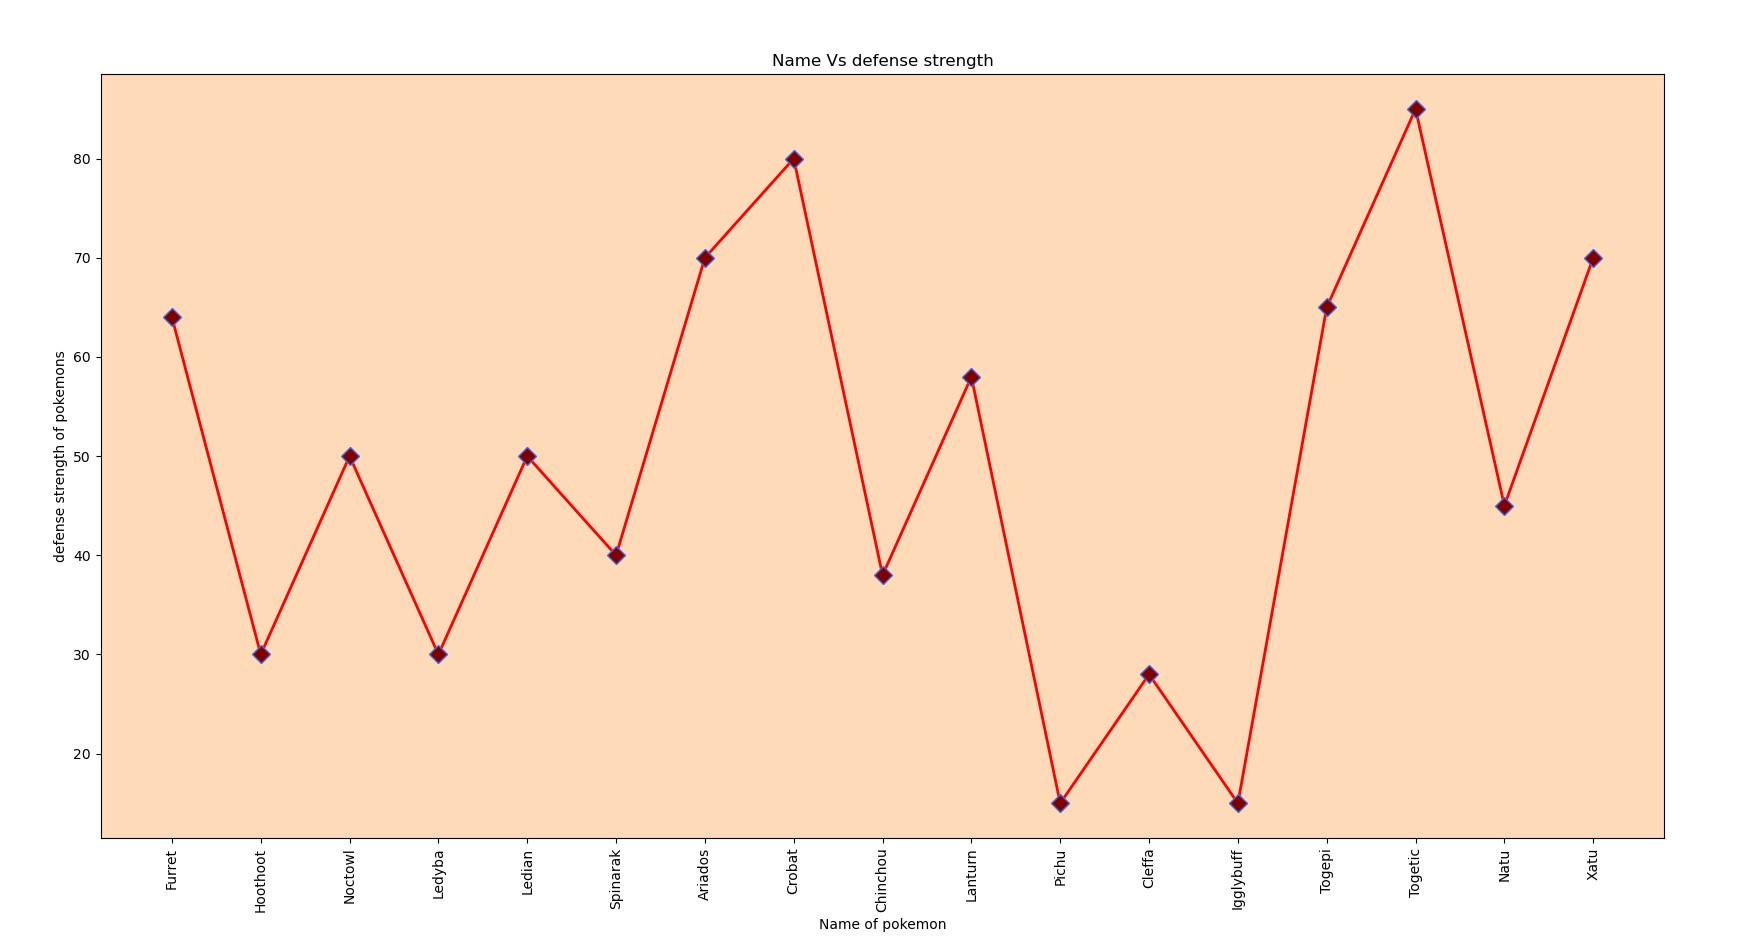 Name Vs defense strength
defense strength of pokemons
80
70
60
50
40
30
20
Furret
Hoothoot
Noctowl
Ledyba
Ledian
Spinarak
Ariados
Crobat
Chinchou
Lanturn
Pichu
Cleffa
Igglybuff
Togepi
Togetic
Natu
Xatu
Name of pokemon